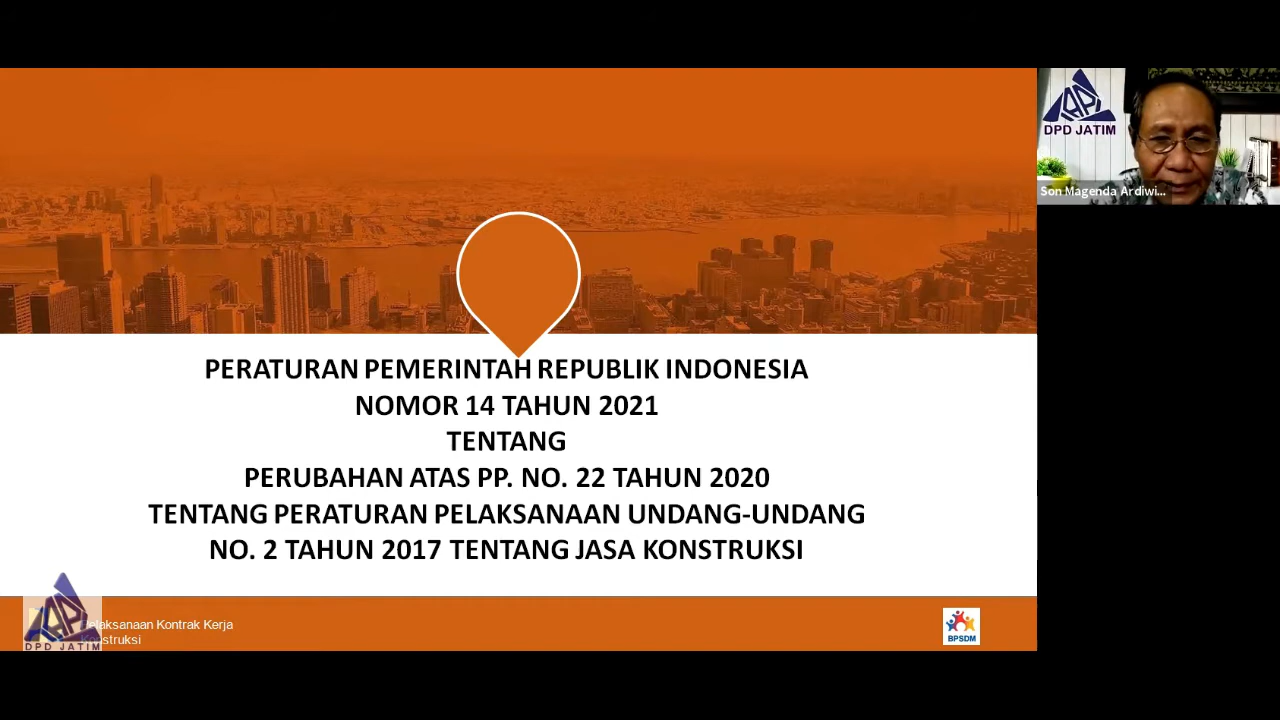 PERATURAN PEMERINTAH REPUBLIK INDONESIA
NOMOR 14 TAHUN 2021
TENTANG
PERUBAHAN ATAS PP. NO. 22 TAHUN 2020
TENTANG PERATURAN PELAKSANAAN UNDANG-UNDANG
NO. 2 TAHUN 2017 TENTANG JASA KONSTRUKSI
Pelaksanaan Kontrak Kerja
Konstruksi
DPD JATIM
BPSDM
DPD JATIM
Son Magenda Ardiwi...